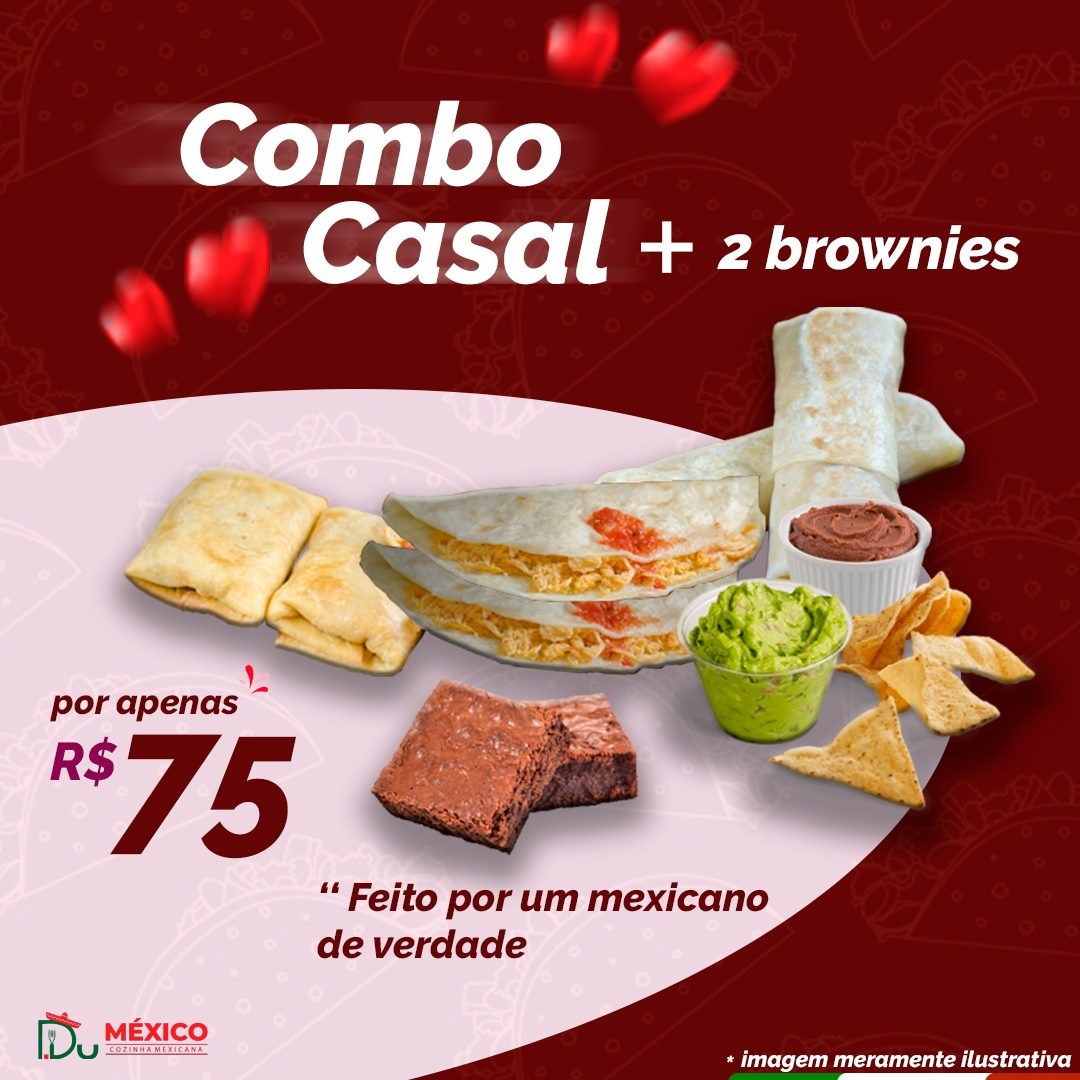 Combo
Casal + 2 brownies
por apenas
R$75
“ Feito por um mexicano
de verdade
Du MÉXICO
COZINHA MEXICANA
* imagem meramente ilustrativa